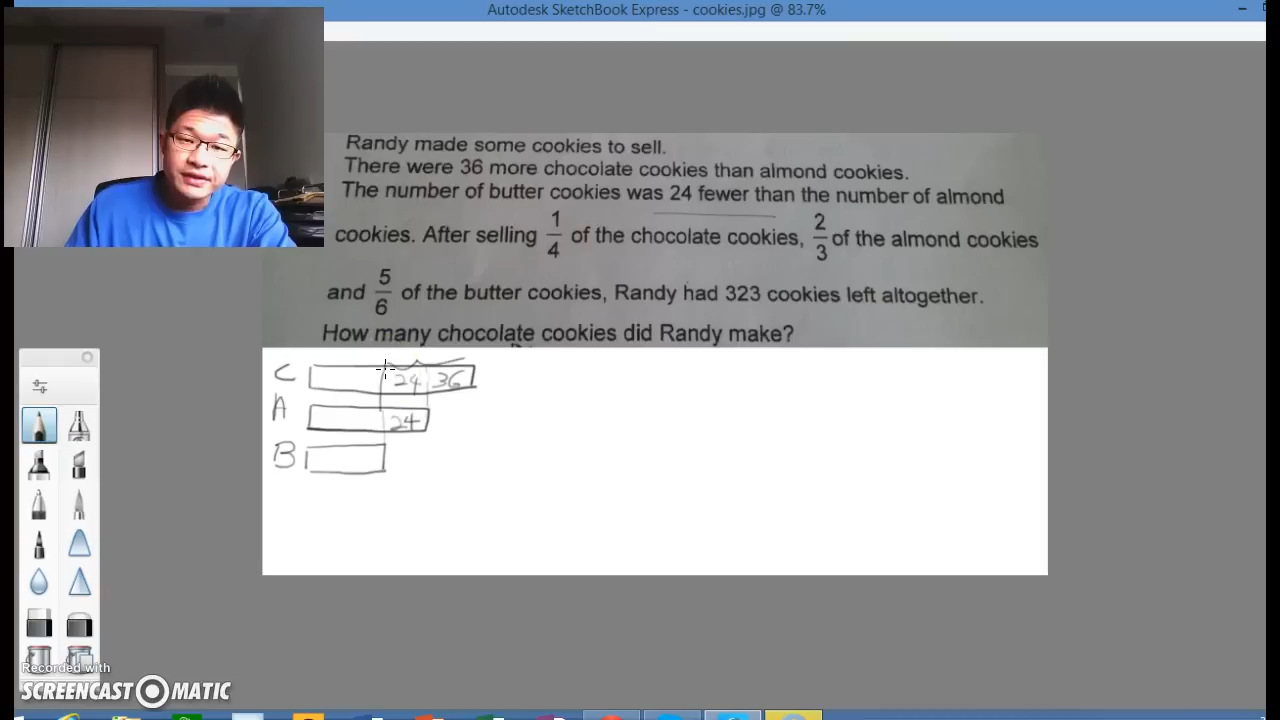 Autodesk SketchBook Express - cookies.jpg @ 83.7%
Randy made some cookies to sell.
There were 36 more chocolate cookies than almond cookies.
The number of butter cookies was 24 fewer than the number of almond
cookies. After selling 1/4 of the chocolate cookies, 2/3 of the almond cookies
and 5/6 of the butter cookies, Randy had 323 cookies left altogether.
How many chocolate cookies did Randy make?
C 24 36
A 24
B
Recorded with
SCREENCAST MATIC